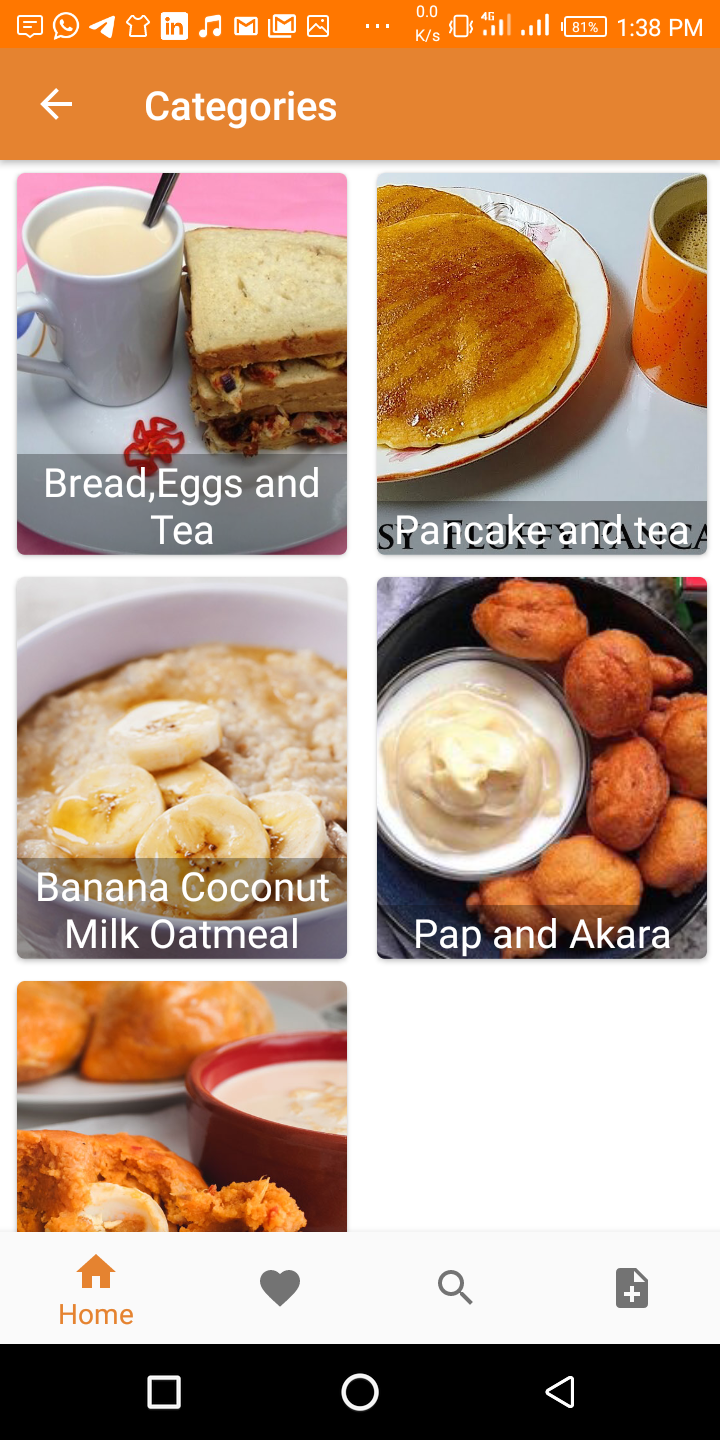 0.0
K/s
4G
81%
1:38 PM
Categories
Bread,Eggs and
Tea
Pancake and tea
Banana Coconut
Milk Oatmeal
Pap and Akara
Home